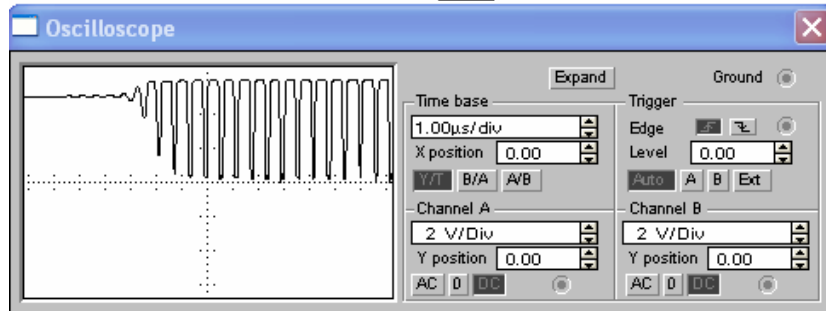 Oscilloscope
Expand
Ground
Time base
1.00µs/div
X position 0.00
Y/T B/A A/B
Trigger
Edge
Level 0.00
Auto A B Ext
Channel A
2 V/Div
Y position 0.00
AC 0 DC
Channel B
2 V/Div
Y position 0.00
AC 0 DC